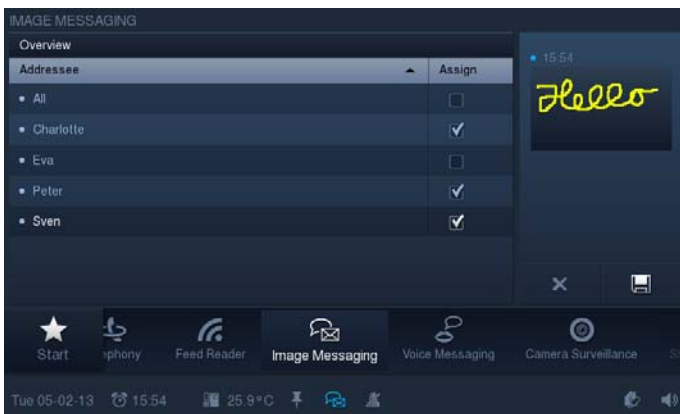 IMAGE MESSAGING
Overview
Addressee Assign
All
Charlotte
Eva
Peter
Sven
15:54
Hello
Start ephony Feed Reader Image Messaging Voice Messaging Camera Surveillance S
Tue 05-02-13 15:54 25.9°C